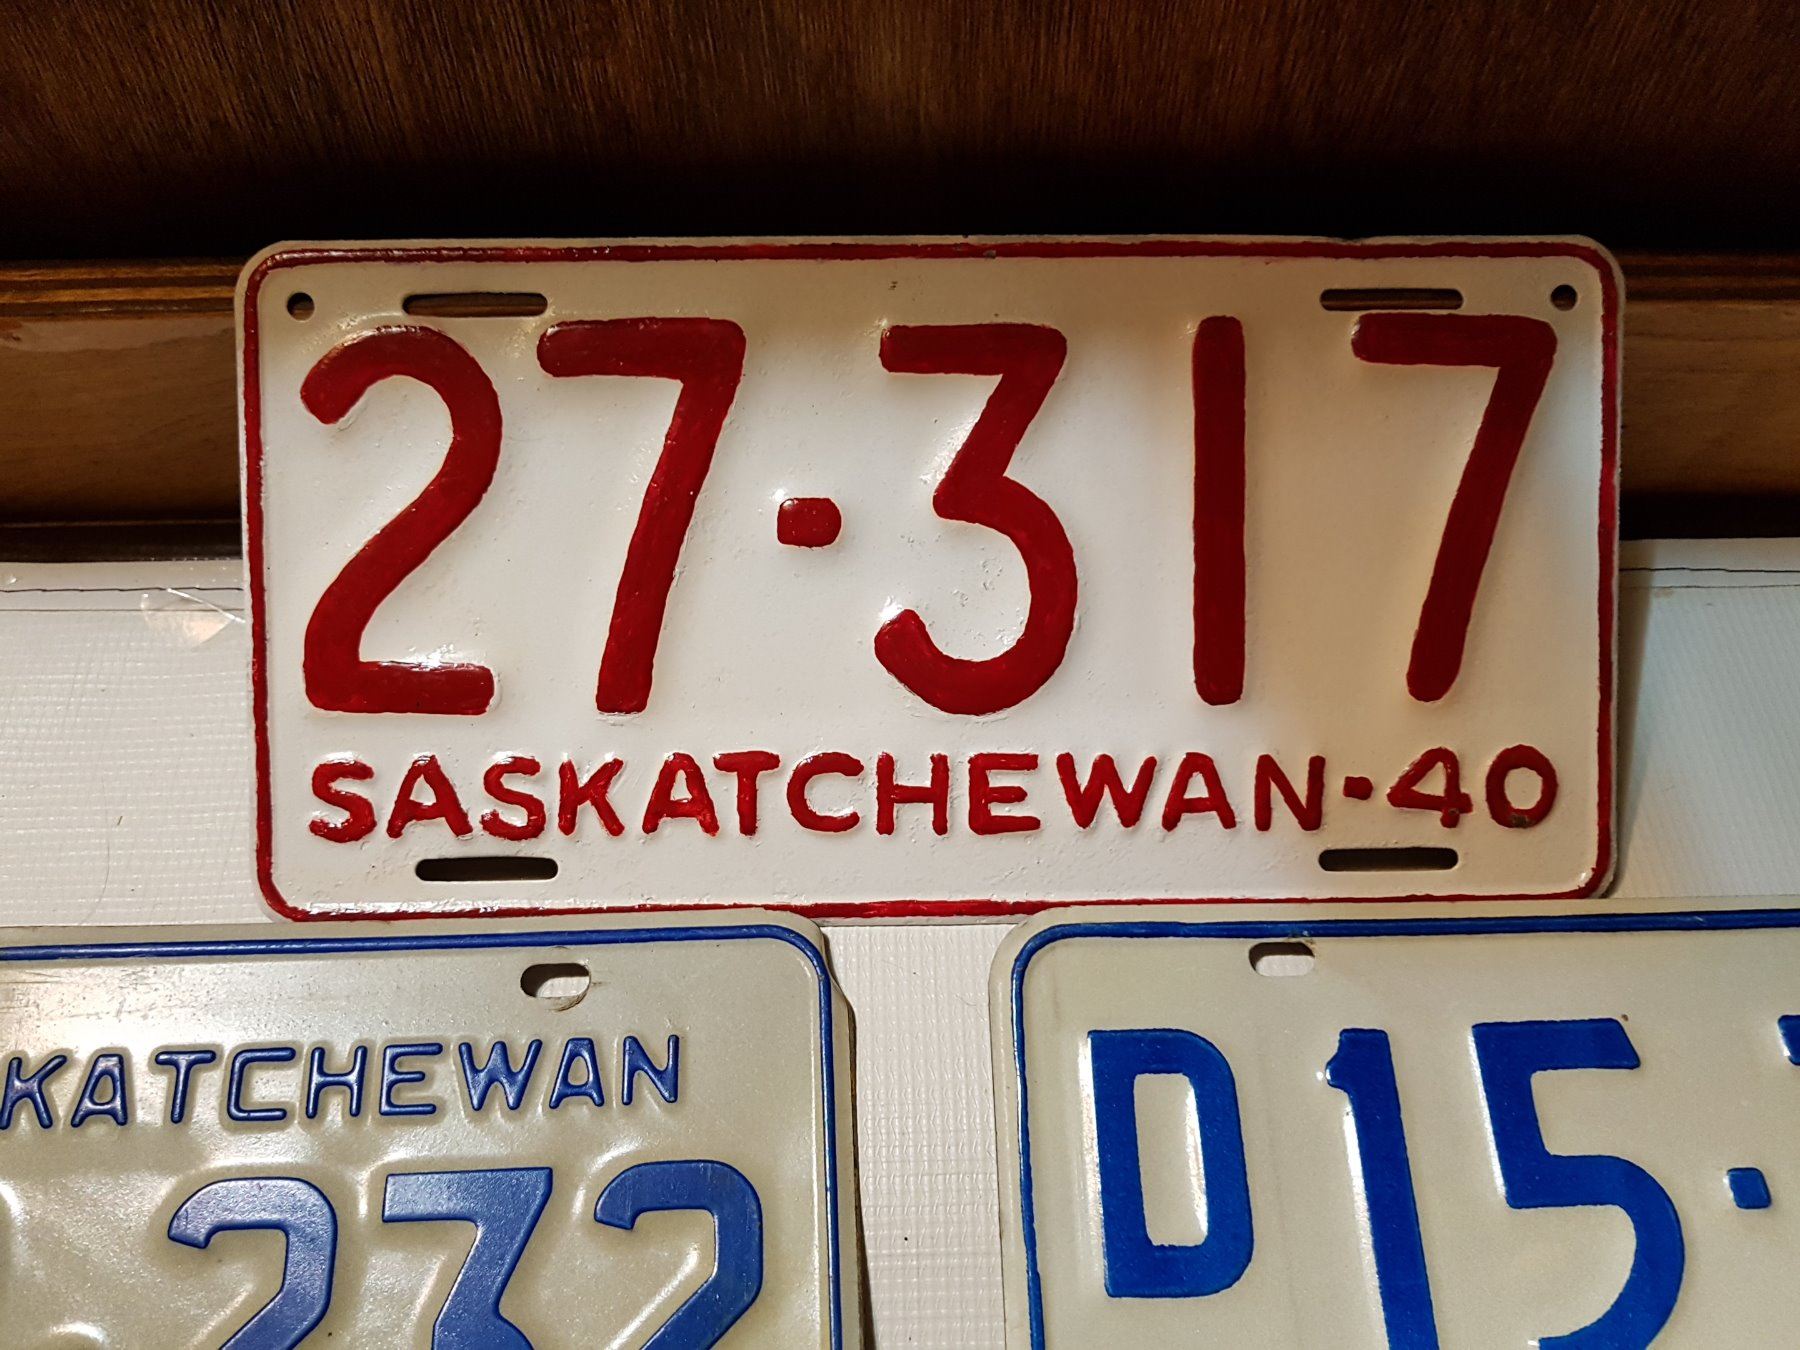 27·317
SASKATCHEWAN·40
KATCHEWAN
232
D15·